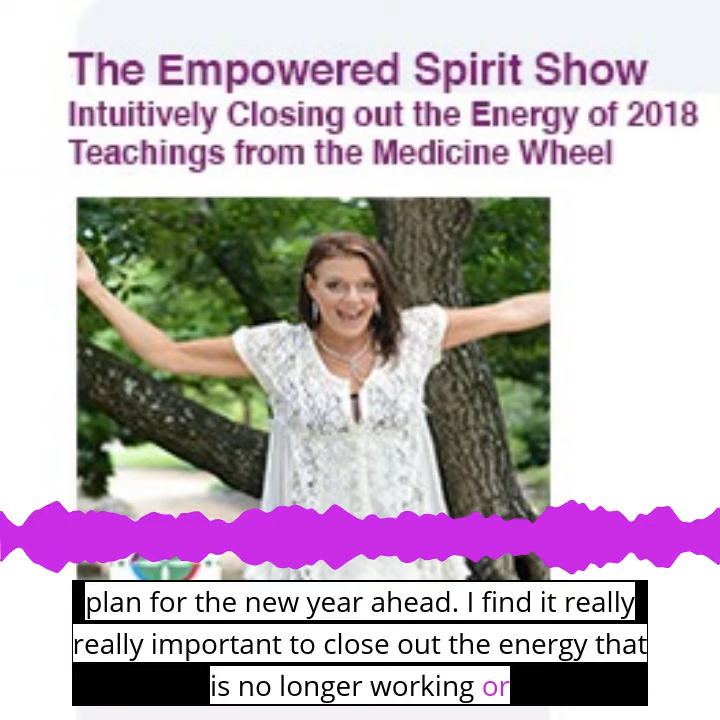 The Empowered Spirit Show
Intuitively Closing out the Energy of 2018
Teachings from the Medicine Wheel
plan for the new year ahead. I find it really
really important to close out the energy that
is no longer working or